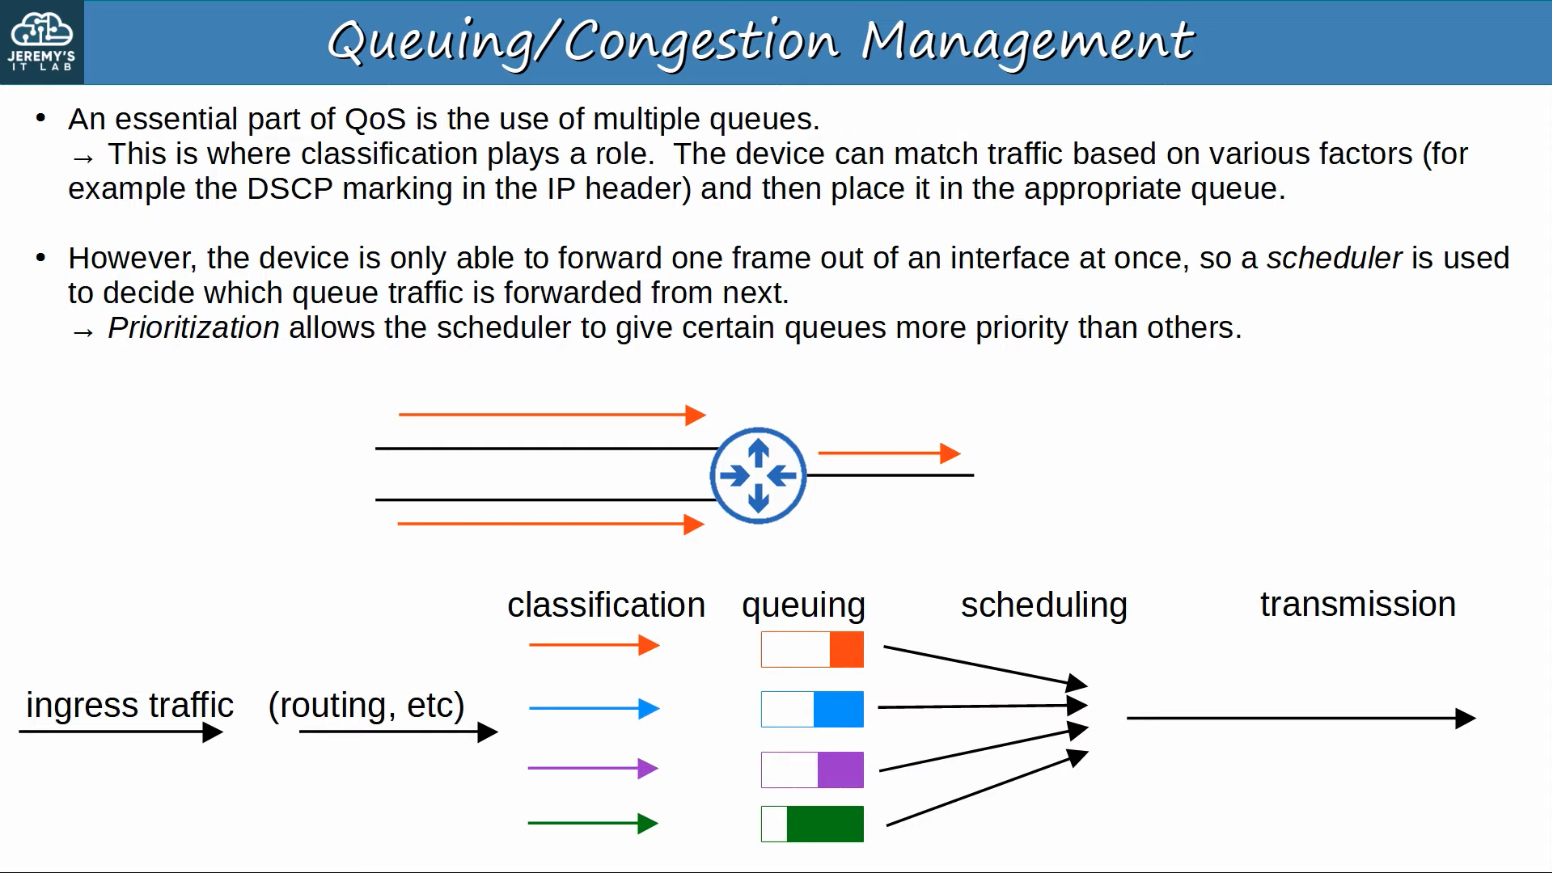 JEREMY'S
IT LAB
Queuing/Congestion Management
• An essential part of QoS is the use of multiple queues.
→ This is where classification plays a role.  The device can match traffic based on various factors (for
example the DSCP marking in the IP header) and then place it in the appropriate queue.
• However, the device is only able to forward one frame out of an interface at once, so a scheduler is used
to decide which queue traffic is forwarded from next.
→ Prioritization allows the scheduler to give certain queues more priority than others.
classification queuing scheduling transmission
ingress traffic (routing, etc)